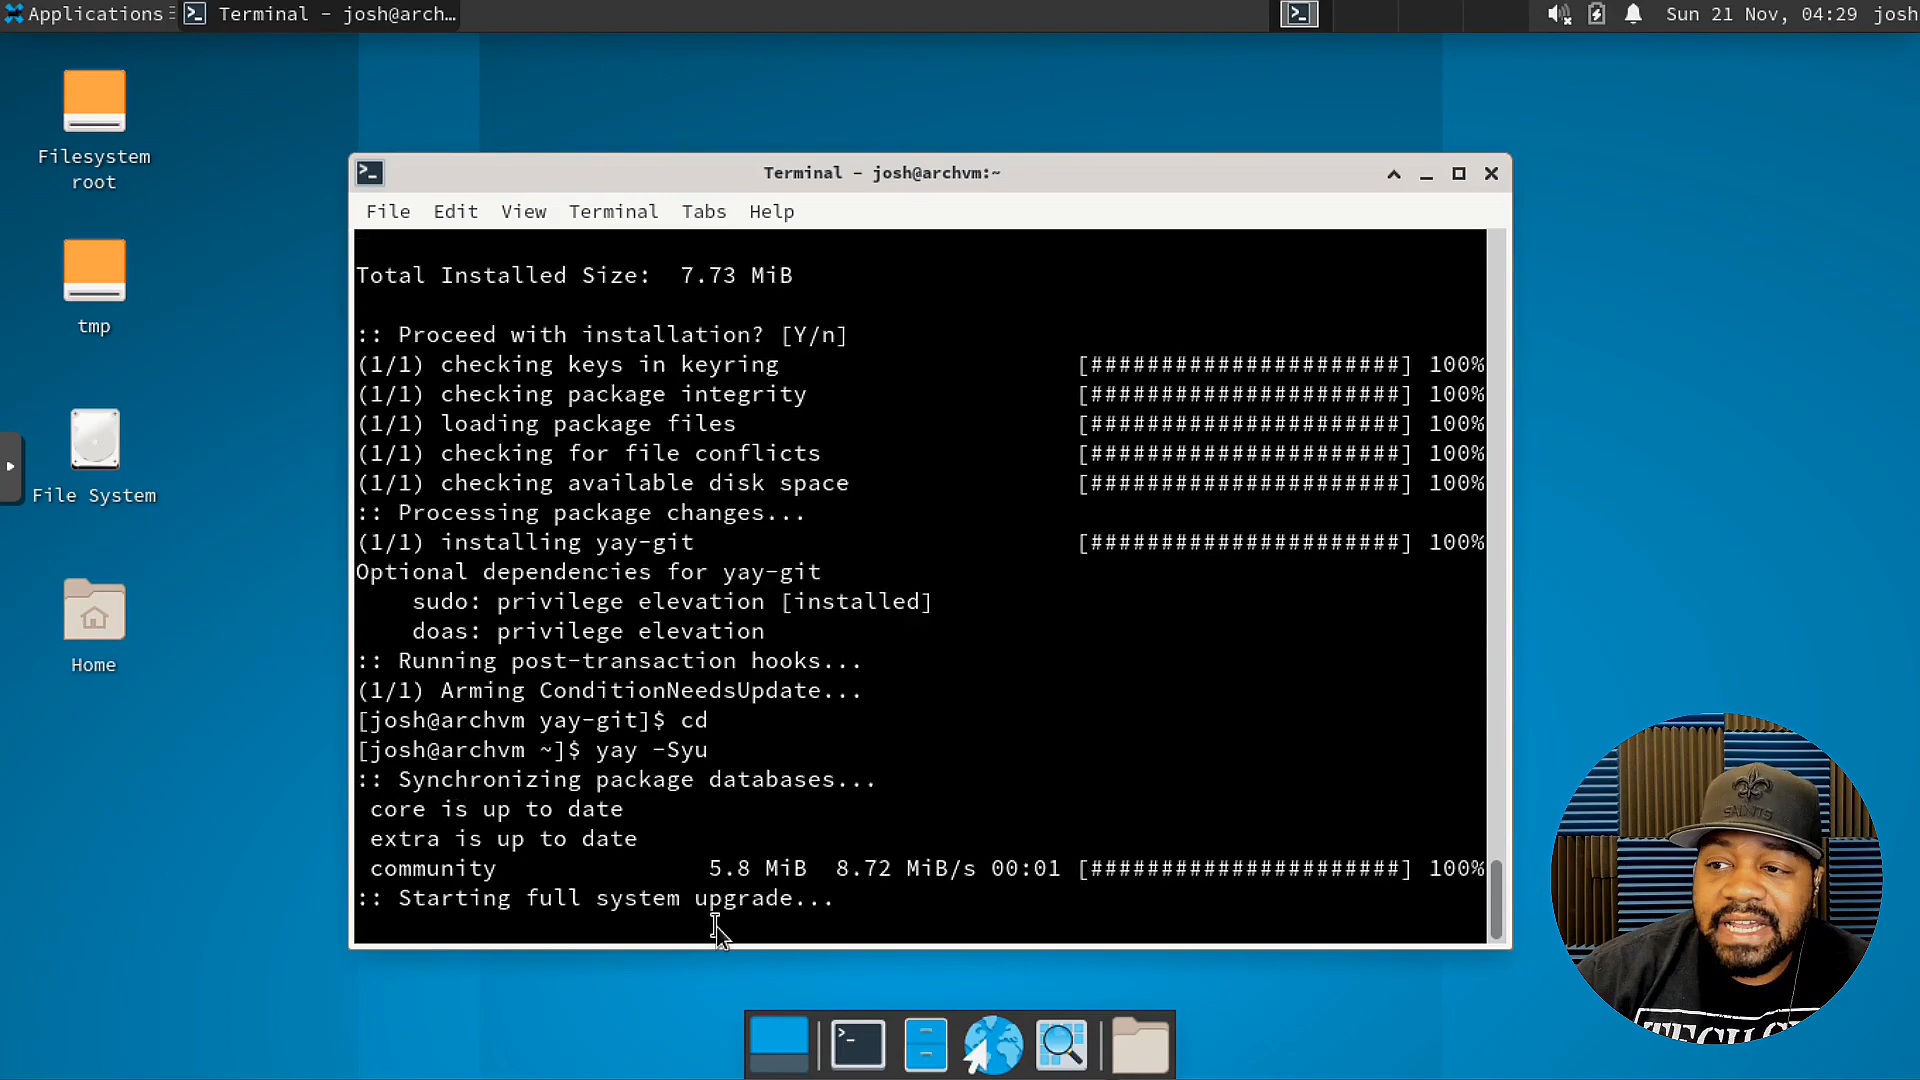 Applications
Terminal - josh@arch...
Sun 21 Nov, 04:29
josh
Filesystem
root
tmp
File System
Home
Terminal - josh@archvm:~
File Edit View Terminal Tabs Help
Total Installed Size: 7.73 MiB
:: Proceed with installation? [Y/n]
(1/1) checking keys in keyring [######################] 100%
(1/1) checking package integrity [######################] 100%
(1/1) loading package files [######################] 100%
(1/1) checking for file conflicts [######################] 100%
(1/1) checking available disk space [######################] 100%
:: Processing package changes...
(1/1) installing yay-git [######################] 100%
Optional dependencies for yay-git
sudo: privilege elevation [installed]
doas: privilege elevation
:: Running post-transaction hooks...
(1/1) Arming ConditionNeedsUpdate...
[josh@archvm yay-git]$ cd
[josh@archvm ~]$ yay -Syu
:: Synchronizing package databases...
core is up to date
extra is up to date
community 5.8 MiB 8.72 MiB/s 00:01 [######################] 100%
:: Starting full system upgrade...
SAINTS